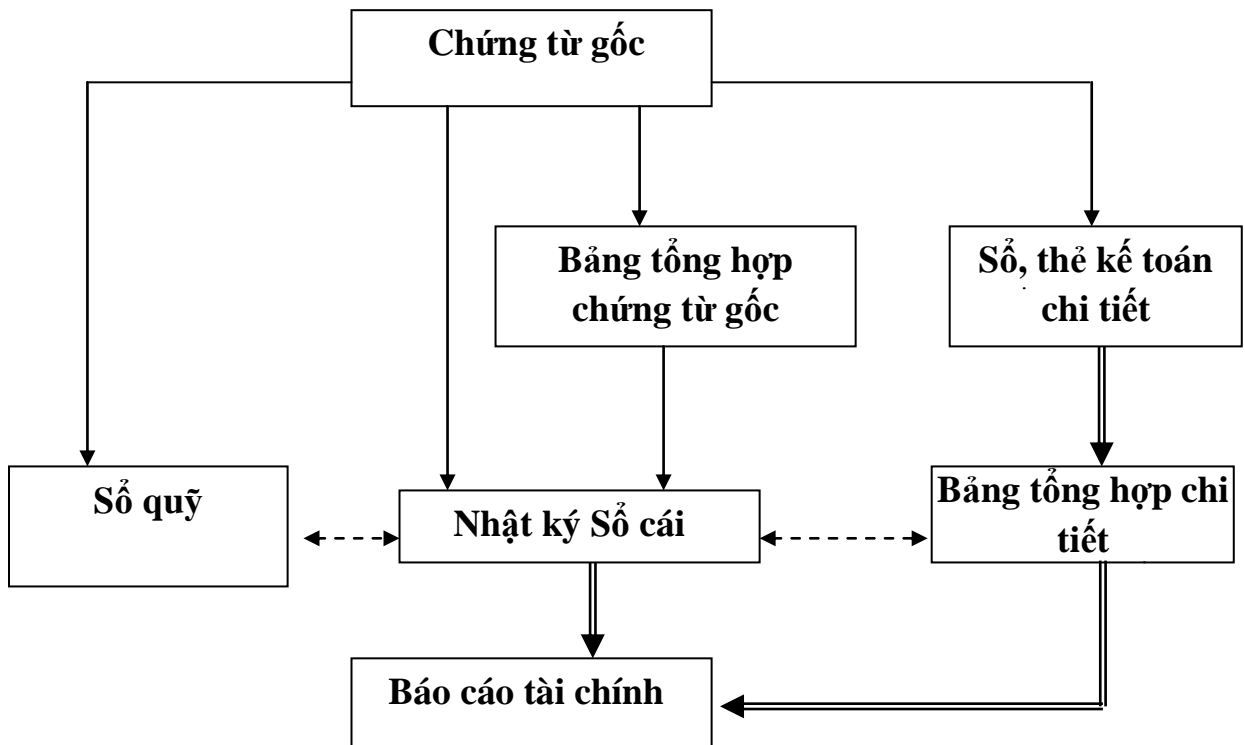 Chứng từ gốc
Bảng tổng hợp
chứng từ gốc
Sổ, thẻ kế toán
chi tiết
Sổ quỹ
Nhật ký Sổ cái
Bảng tổng hợp chi
tiết
Báo cáo tài chính